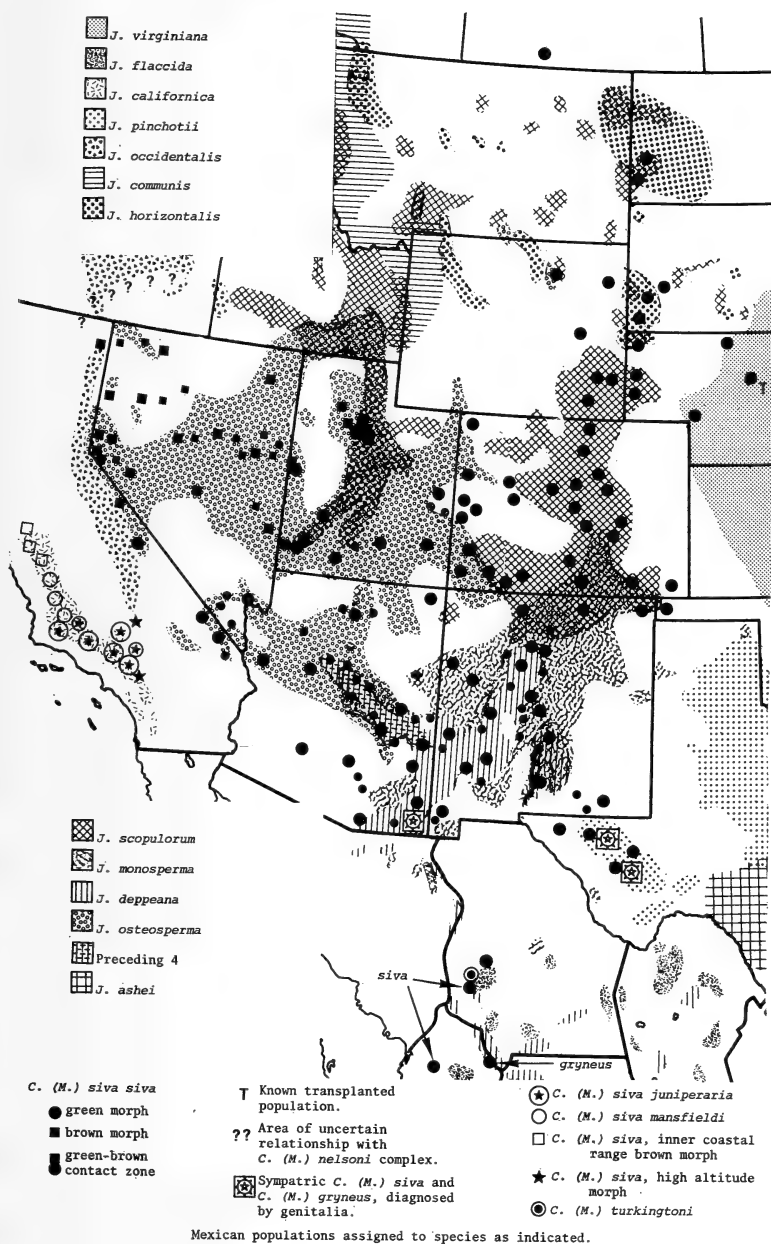 J. virginiana
J. flaccida
J. californica
J. pinchotii
J. occidentalis
J. communis
J. horizontalis
? ? ? ? ?
? ?
?
T
J. scopulorum
J. monosperma
J. deppeana
J. osteosperma
Preceding 4
J. ashei
siva
gryneus
C. (M.) siva siva
green morph
brown morph
green-brown
contact zone
T Known transplanted
population.
?? Area of uncertain
relationship with
C. (M.) nelsoni complex.
Sympatric C. (M.) siva and
C. (M.) gryneus, diagnosed
by genitalia.
C. (M.) siva juniperaria
C. (M.) siva mansfieldi
C. (M.) siva, inner coastal
range brown morph
C. (M.) siva, high altitude
morph
C. (M.) turkingtoni
Mexican populations assigned to species as indicated.